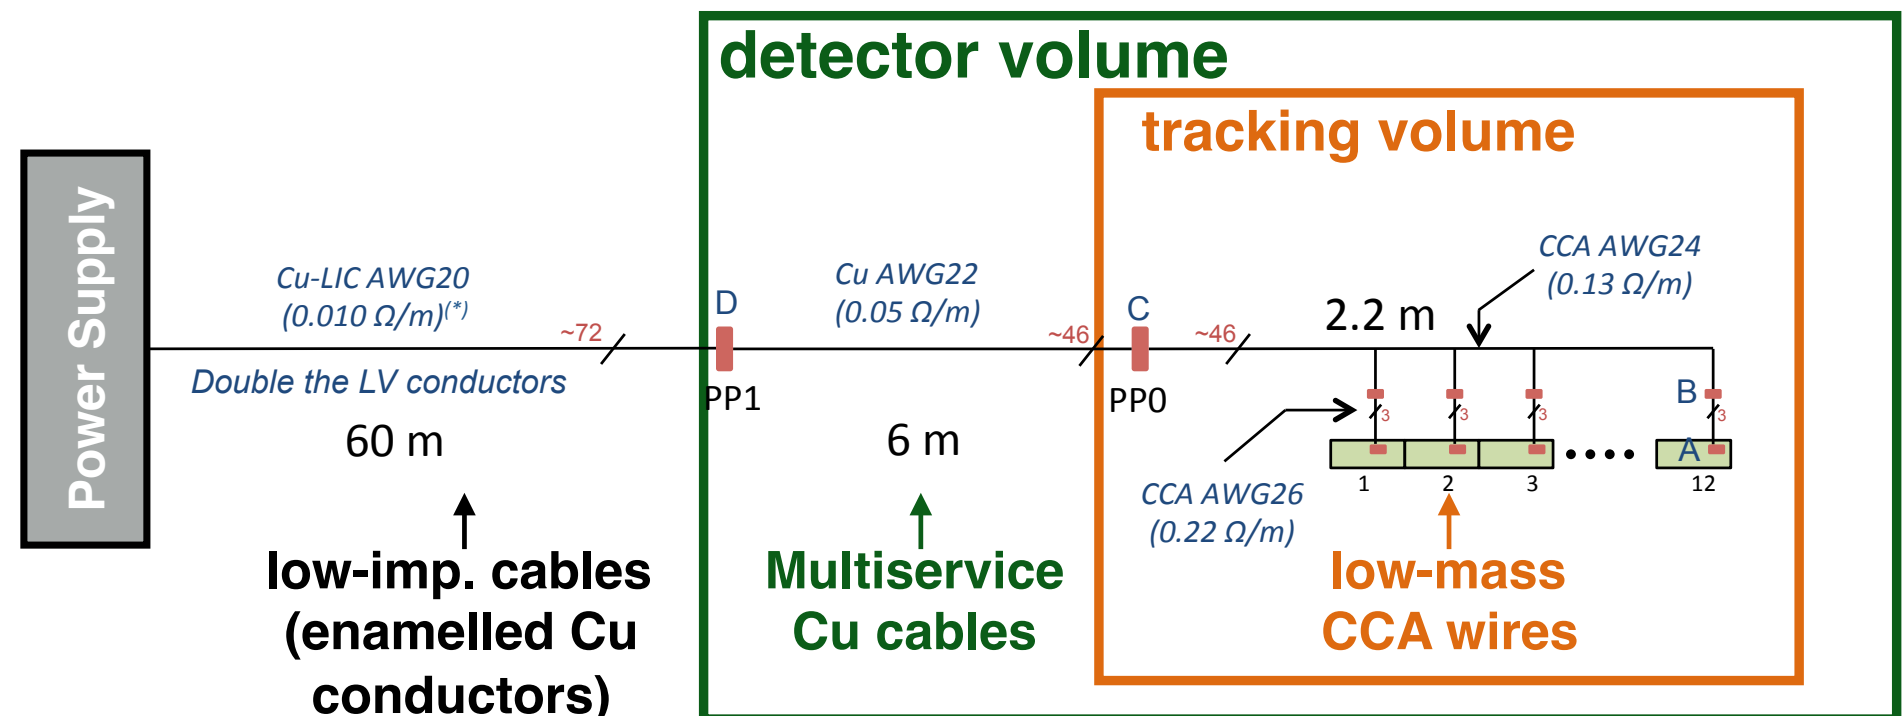 detector volume
tracking volume
Power Supply
Cu-LIC AWG20
(0.010 Ω/m)(*)
~72
Double the LV conductors
60 m
low-imp. cables
(enamelled Cu
conductors)
D
PP1
Cu AWG22
(0.05 Ω/m)
~46
6 m
Multiservice
Cu cables
C
PP0
~46
2.2 m
CCA AWG24
(0.13 Ω/m)
B
3
3
3
3
A
1
2
3
12
CCA AWG26
(0.22 Ω/m)
low-mass
CCA wires